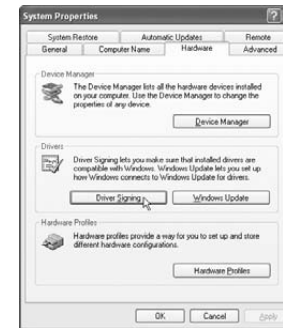 System Properties
System Restore
Automatic Updates
Remote
General
Computer Name
Hardware
Advanced
Device Manager
The Device Manager lists all the hardware devices installed
on your computer. Use the Device Manager to change the
properties of any device.
Device Manager
Drivers
Driver Signing lets you make sure that installed drivers are
compatible with Windows. Windows Update lets you set up
how Windows connects to Windows Update for drivers.
Driver Signing
Windows Update
Hardware Profiles
Hardware profiles provide a way for you to set up and store
different hardware configurations.
Hardware Profiles
OK
Cancel
Apply